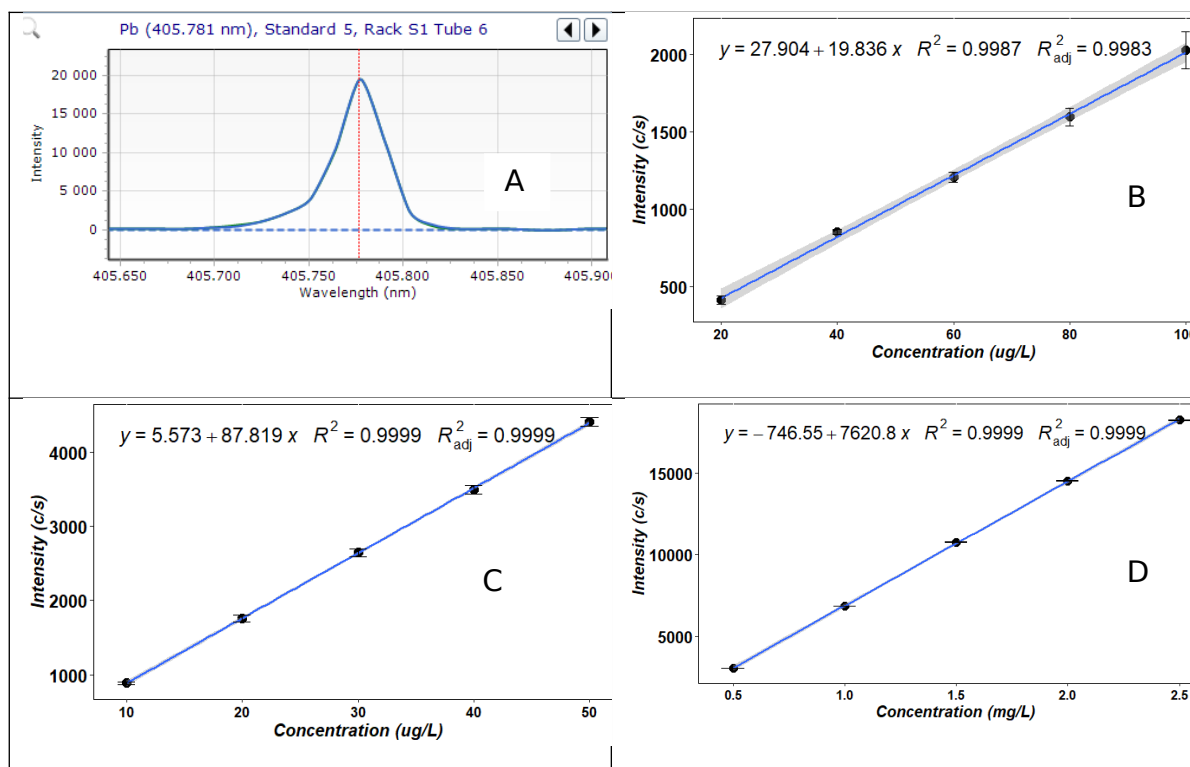 Pb (405.781 nm), Standard 5, Rack S1 Tube 6
Intensity
20 000
15 000
10 000
5 000
0
A
405.650 405.700 405.750 405.800 405.850 405.90
Wavelength (nm)
y = 27.904 + 19.836 x R² = 0.9987 R²adj = 0.9983
Intensity (c/s)
2000
1500
1000
500
B
20 40 60 80 100
Concentration (ug/L)
y = 5.573 + 87.819 x R² = 0.9999 R²adj = 0.9999
Intensity (c/s)
4000
3000
2000
1000
C
10 20 30 40 50
Concentration (ug/L)
y = − 746.55 + 7620.8 x R² = 0.9999 R²adj = 0.9999
Intensity (c/s)
15000
10000
5000
D
0.5 1.0 1.5 2.0 2.5
Concentration (mg/L)